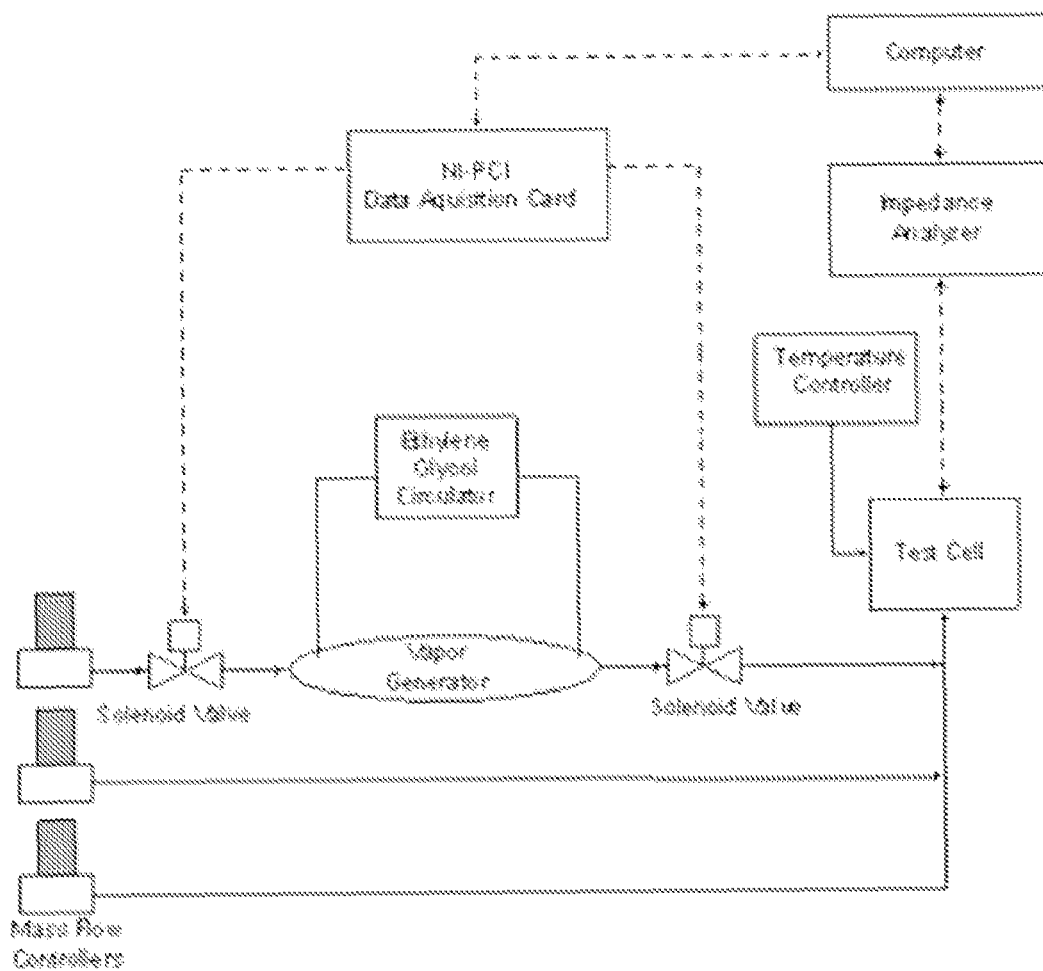 Computer
NI-PCI
Data Aquisition Card
Impedance
Analyzer
Temperature
Controller
Ethylene
Glycol
Circulator
Test Cell
Vapor
Generator
Solenoid Valve
Solenoid Valve
Mass Flow
Controllers